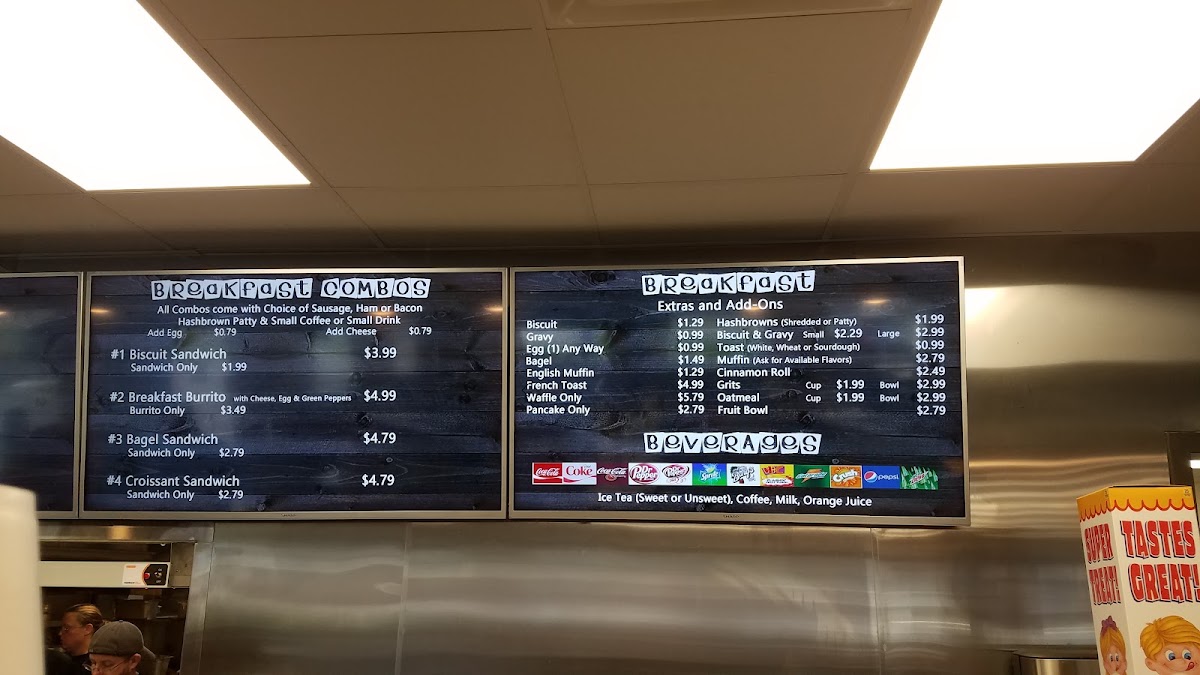 BREAKFAST COMBOS
All Combos come with Choice of Sausage, Ham or Bacon
Hashbrown Patty & Small Coffee or Small Drink
Add Egg $0.79 Add Cheese $0.79
#1 Biscuit Sandwich $3.99
Sandwich Only $1.99
#2 Breakfast Burrito with Cheese, Egg & Green Peppers $4.99
Burrito Only $3.49
#3 Bagel Sandwich $4.79
Sandwich Only $2.79
#4 Croissant Sandwich $4.79
Sandwich Only $2.79
BREAKFAST
Extras and Add-Ons
Biscuit $1.29
Gravy $0.99
Egg (1) Any Way $0.99
Bagel $1.49
English Muffin $1.29
French Toast $4.99
Waffle Only $5.79
Pancake Only $2.79
Hashbrowns (Shredded or Patty) $1.99
Biscuit & Gravy Small $2.29 Large $2.99
Toast (White, Wheat or Sourdough) $0.99
Muffin (Ask for Available Flavors) $2.79
Cinnamon Roll $2.49
Grits Cup $1.99 Bowl $2.99
Oatmeal Cup $1.99 Bowl $2.99
Fruit Bowl $2.79
BEVERAGES
Coca-Cola Coke Coca-Cola Dr Pepper Sprite Crush pepsi
Ice Tea (Sweet or Unsweet), Coffee, Milk, Orange Juice
SUPER TREAT!
TASTES GREAT!